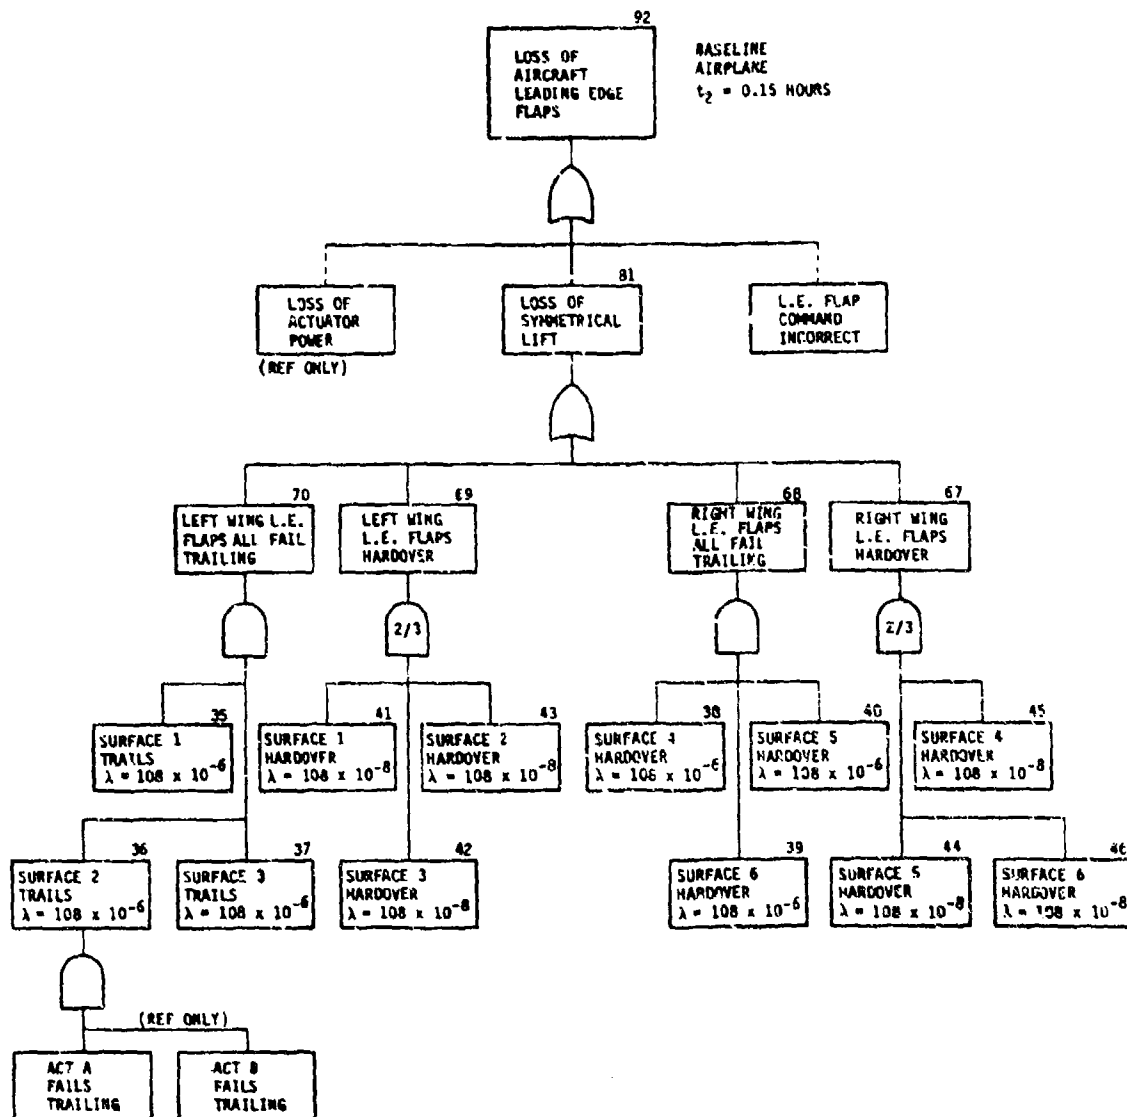 92
LOSS OF
AIRCRAFT
LEADING EDGE
FLAPS
BASELINE
AIRPLANE
t₂ = 0.15 HOURS
LOSS OF
ACTUATOR
POWER
(REF ONLY)
81
LOSS OF
SYMMETRICAL
LIFT
L.E. FLAP
COMMAND
INCORRECT
70
LEFT WING L.E.
FLAPS ALL FAIL
TRAILING
69
LEFT WING
L.E. FLAPS
HARDOVER
68
RIGHT WING
L.E. FLAPS
ALL FAIL
TRAILING
67
RIGHT WING
L.E. FLAPS
HARDOVER
2/3
2/3
35
SURFACE 1
TRAILS
λ = 108 x 10⁻⁶
41
SURFACE 1
HARDOVER
λ = 108 x 10⁻⁸
43
SURFACE 2
HARDOVER
λ = 108 x 10⁻⁸
38
SURFACE 4
HARDOVER
λ = 108 x 10⁻⁶
40
SURFACE 5
HARDOVER
λ = 108 x 10⁻⁶
45
SURFACE 4
HARDOVER
λ = 108 x 10⁻⁸
36
SURFACE 2
TRAILS
λ = 108 x 10⁻⁶
37
SURFACE 3
TRAILS
λ = 108 x 10⁻⁶
42
SURFACE 3
HARDOVER
λ = 108 x 10⁻⁸
39
SURFACE 6
HARDOVER
λ = 108 x 10⁻⁶
44
SURFACE 5
HARDOVER
λ = 108 x 10⁻⁸
46
SURFACE 6
HARDOVER
λ = 108 x 10⁻⁸
(REF ONLY)
ACT A
FAILS
TRAILING
ACT B
FAILS
TRAILING